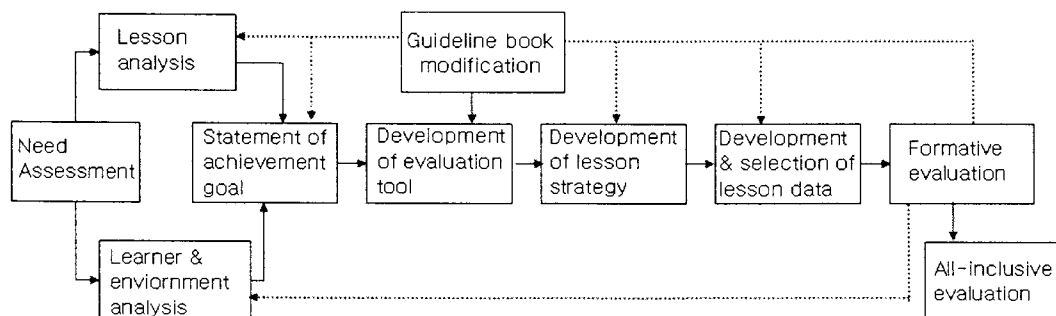 Lesson
analysis
Guideline book
modification
Need
Assessment
Statement of
achievement
goal
Development
of evaluation
tool
Development
of lesson
strategy
Development
& selection of
lesson data
Formative
evaluation
Learner &
enviornment
analysis
All-inclusive
evaluation